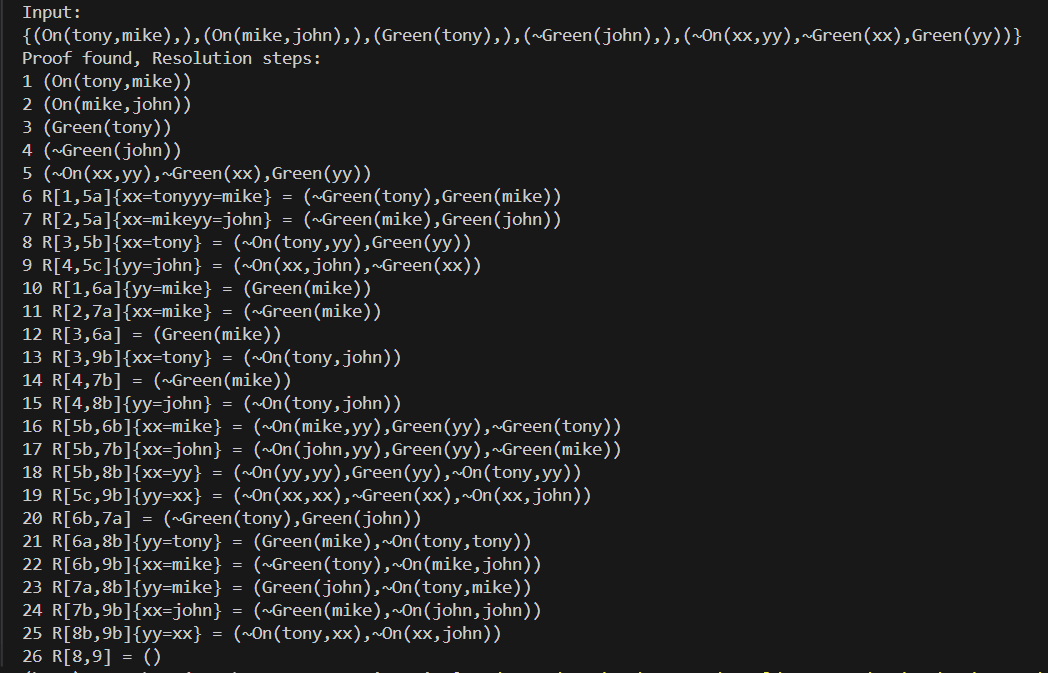 Input:
{(On(tony,mike),),(On(mike,john),),(Green(tony),),(~Green(john),),(~On(xx,yy),~Green(xx),Green(yy))}
Proof found, Resolution steps:
1 (On(tony,mike))
2 (On(mike,john))
3 (Green(tony))
4 (~Green(john))
5 (~On(xx,yy),~Green(xx),Green(yy))
6 R[1,5a]{xx=tonyyy=mike} = (~Green(tony),Green(mike))
7 R[2,5a]{xx=mikeyy=john} = (~Green(mike),Green(john))
8 R[3,5b]{xx=tony} = (~On(tony,yy),Green(yy))
9 R[4,5c]{yy=john} = (~On(xx,john),~Green(xx))
10 R[1,6a]{yy=mike} = (Green(mike))
11 R[2,7a]{xx=mike} = (~Green(mike))
12 R[3,6a] = (Green(mike))
13 R[3,9b]{xx=tony} = (~On(tony,john))
14 R[4,7b] = (~Green(mike))
15 R[4,8b]{yy=john} = (~On(tony,john))
16 R[5b,6b]{xx=mike} = (~On(mike,yy),Green(yy),~Green(tony))
17 R[5b,7b]{xx=john} = (~On(john,yy),Green(yy),~Green(mike))
18 R[5b,8b]{xx=yy} = (~On(yy,yy),Green(yy),~On(tony,yy))
19 R[5c,9b]{yy=xx} = (~On(xx,xx),~Green(xx),~On(xx,john))
20 R[6b,7a] = (~Green(tony),Green(john))
21 R[6a,8b]{yy=tony} = (Green(mike),~On(tony,tony))
22 R[6b,9b]{xx=mike} = (~Green(tony),~On(mike,john))
23 R[7a,8b]{yy=mike} = (Green(john),~On(tony,mike))
24 R[7b,9b]{xx=john} = (~Green(mike),~On(john,john))
25 R[8b,9b]{yy=xx} = (~On(tony,xx),~On(xx,john))
26 R[8,9] = ()